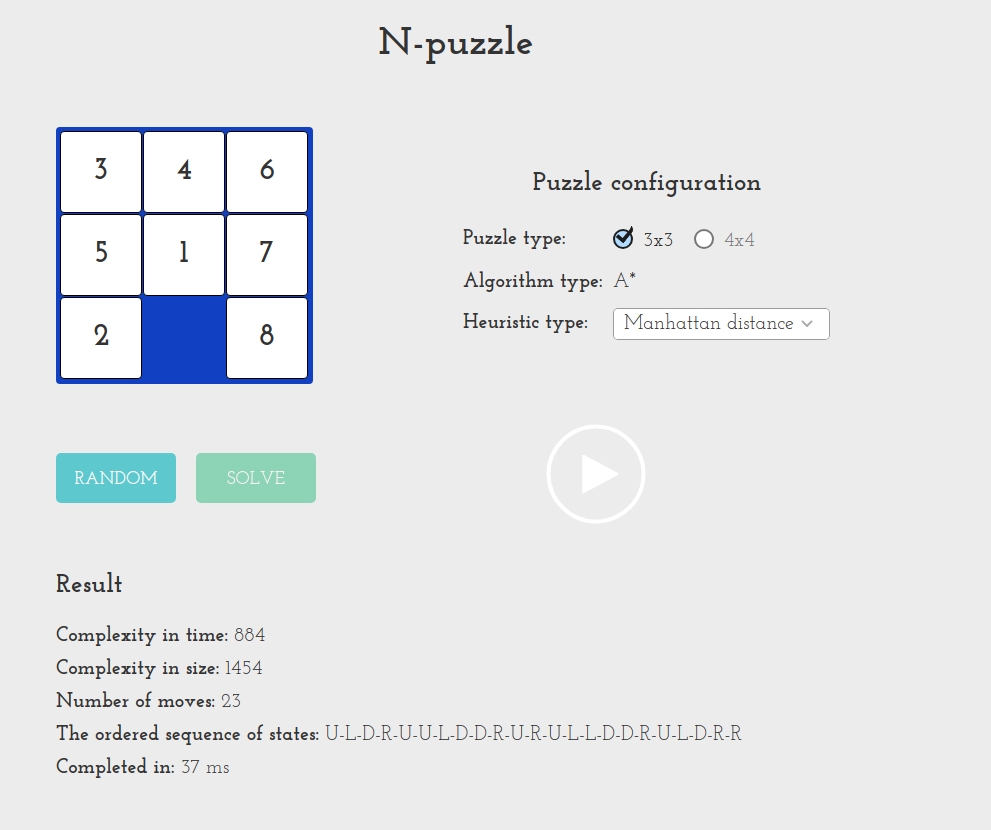 N-puzzle
3 4 6
5 1 7
2 8
Puzzle configuration
Puzzle type: 3x3 4x4
Algorithm type: A*
Heuristic type: Manhattan distance
RANDOM SOLVE
Result
Complexity in time: 884
Complexity in size: 1454
Number of moves: 23
The ordered sequence of states: U-L-D-R-U-U-L-D-D-R-U-R-U-L-L-D-D-R-U-L-D-R-R
Completed in: 37 ms